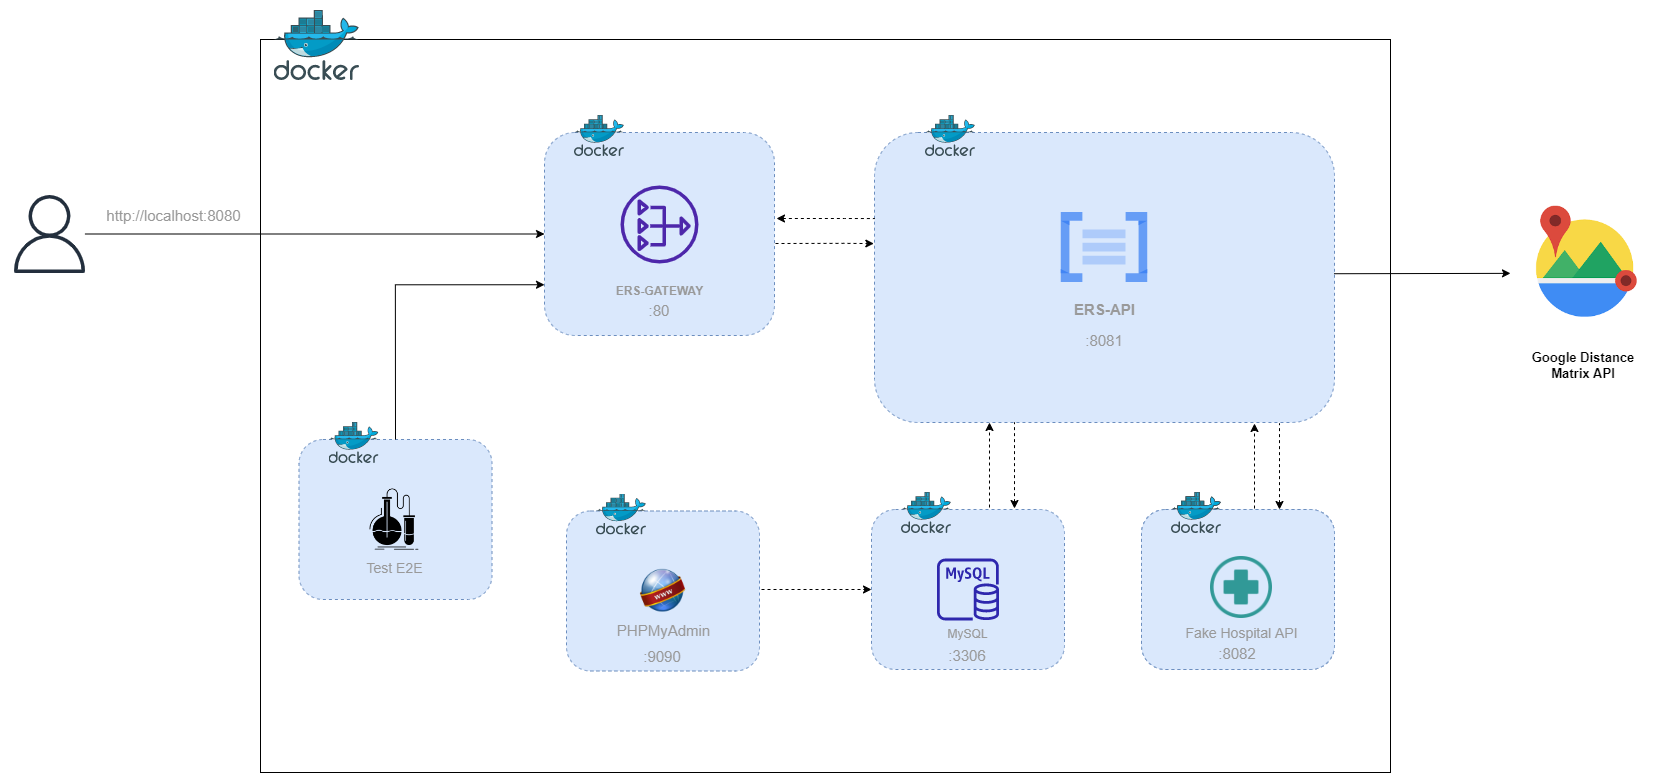 docker
docker
docker
http://localhost:8080
ERS-GATEWAY
:80
ERS-API
:8081
Google Distance
Matrix API
docker
Test E2E
docker
www
PHPMyAdmin
:9090
docker
MySQL
MySQL
:3306
docker
Fake Hospital API
:8082